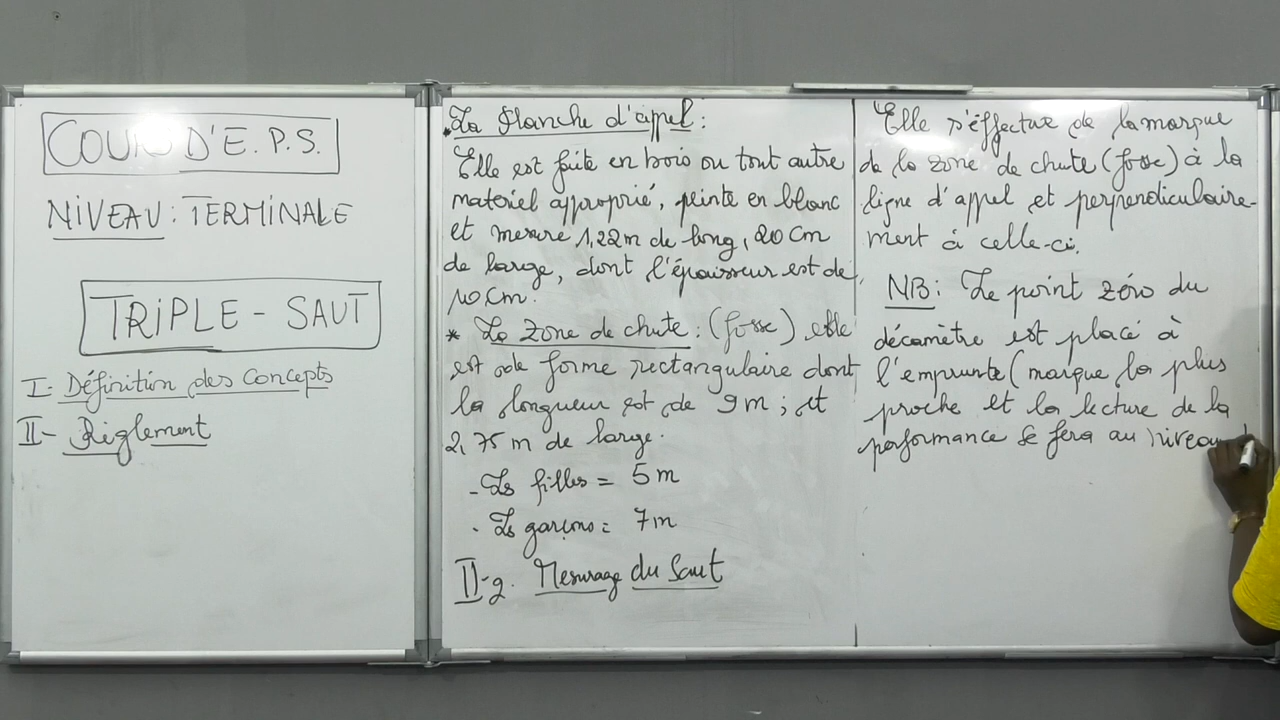 COURS D'E.P.S.
NIVEAU : TERMINALE
TRIPLE - SAUT
I- Définition des Concepts
II- Règlement
* La Planche d'appel :
Elle est faite en bois ou tout autre
matériel approprié, peinte en blanc
et mesure 1,22m de long, 20 Cm
de large, dont l'épaisseur est de
10 Cm.
* La Zone de chute : (fosse) elle
est de forme rectangulaire dont
la longueur est de 9m ; et
2,75 m de large.
- Les filles = 5m
- Les garçons = 7m
II-2. Mesurage du Saut
Elle s'éffectue de la marque
de la zone de chute (fosse) à la
ligne d'appel et perpendiculaire-
ment à celle-ci.
NB : Le point zéro du
décamètre est placé à
l'emprunte (marque la plus
proche et la lecture de la
performance se fera au niveau